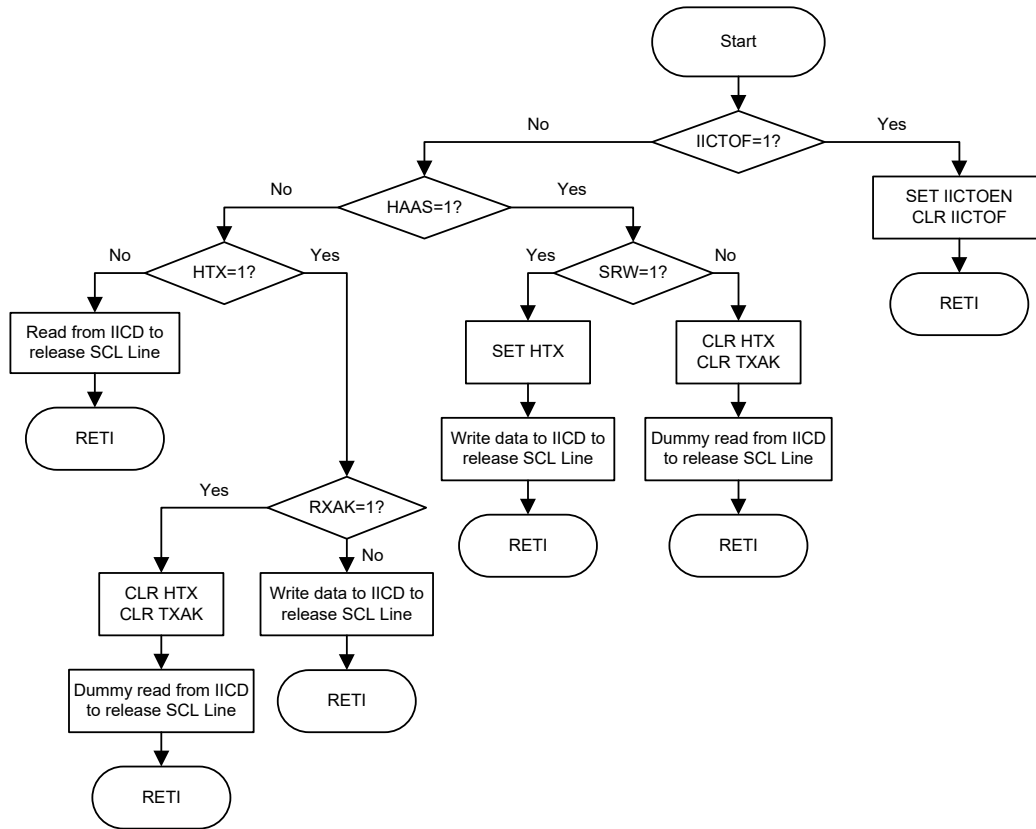 Start
No
IICTOF=1?
Yes
No
HAAS=1?
Yes
SET IICTOEN
CLR IICTOF
No
HTX=1?
Yes
Yes
SRW=1?
No
RETI
Read from IICD to
release SCL Line
SET HTX
CLR HTX
CLR TXAK
RETI
Write data to IICD to
release SCL Line
Dummy read from IICD
to release SCL Line
Yes
RXAK=1?
No
RETI
RETI
CLR HTX
CLR TXAK
Write data to IICD to
release SCL Line
Dummy read from IICD
to release SCL Line
RETI
RETI